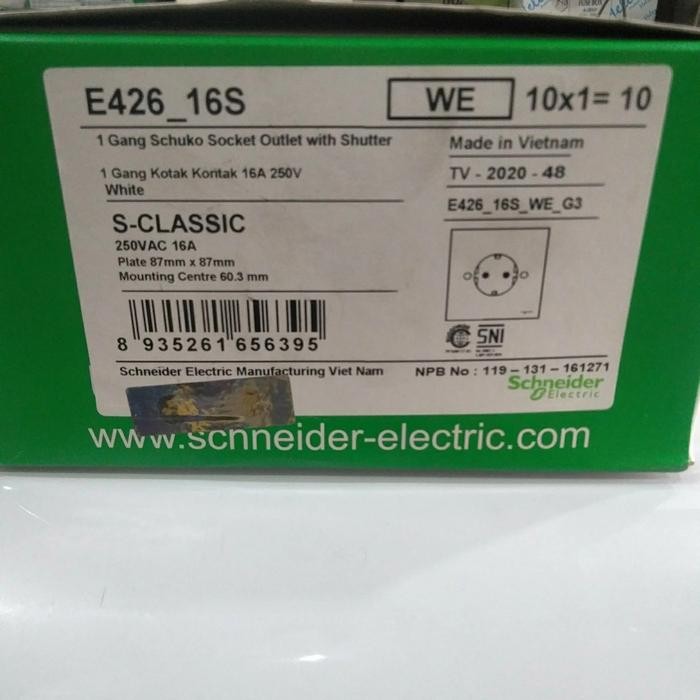 E426_16S
WE 10x1= 10
1 Gang Schuko Socket Outlet with Shutter
Made in Vietnam
1 Gang Kotak Kontak 16A 250V
White
TV - 2020 - 48
E426_16S_WE_G3
S-CLASSIC
250VAC 16A
Plate 87mm x 87mm
Mounting Centre 60.3 mm
SNI
8 935261 656395
Schneider Electric Manufacturing Viet Nam
NPB No : 119 - 131 - 161271
Schneider
Electric
www.schneider-electric.com